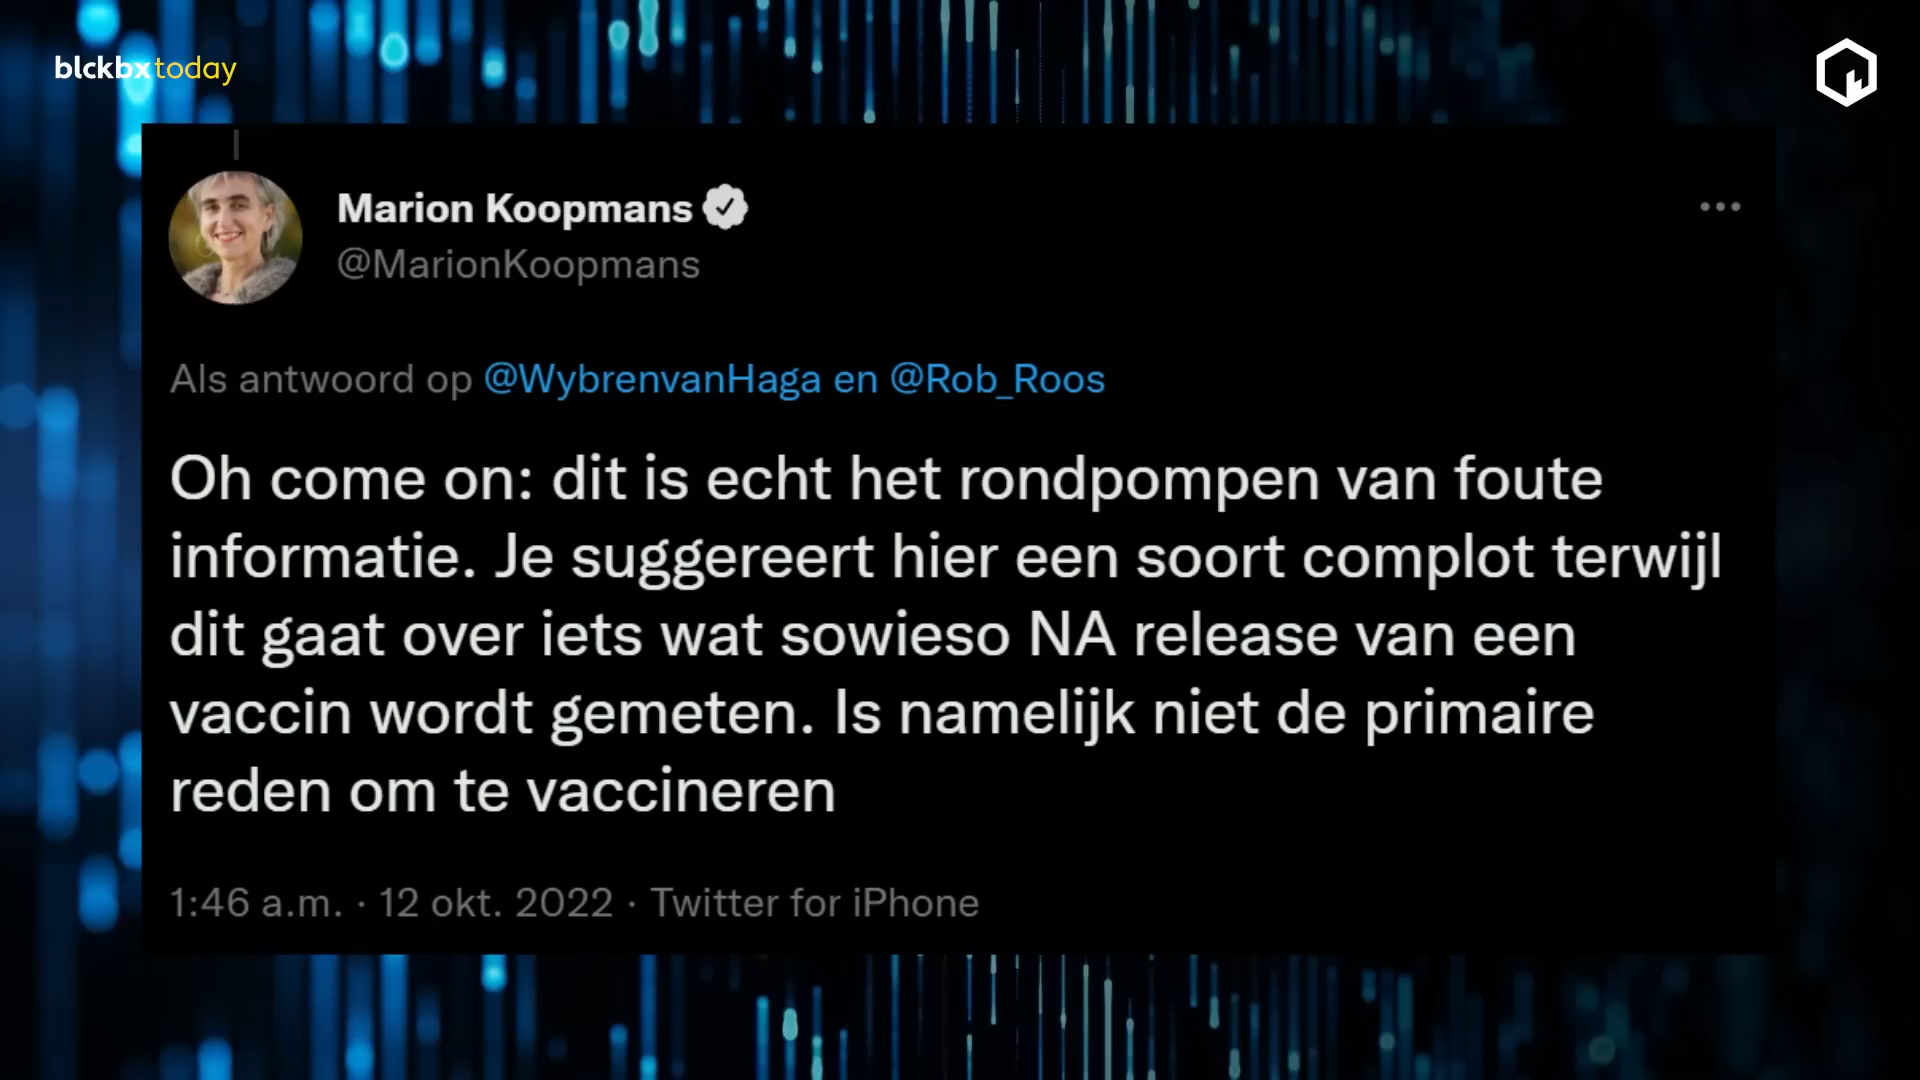 blckbxtoday
Marion Koopmans
@MarionKoopmans
Als antwoord op @WybrenvanHaga en @Rob_Roos
Oh come on: dit is echt het rondpompen van foute
informatie. Je suggereert hier een soort complot terwijl
dit gaat over iets wat sowieso NA release van een
vaccin wordt gemeten. Is namelijk niet de primaire
reden om te vaccineren
1:46 a.m. · 12 okt. 2022 · Twitter for iPhone